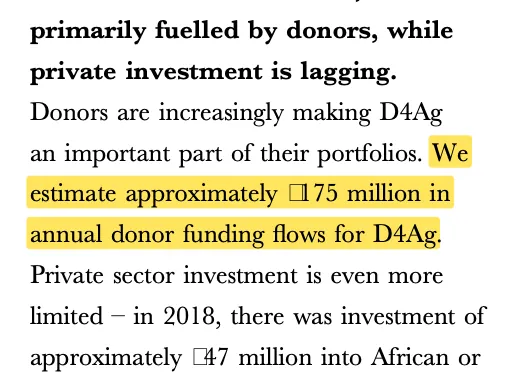 primarily fuelled by donors, while
private investment is lagging.
Donors are increasingly making D4Ag
an important part of their portfolios. We
estimate approximately □175 million in
annual donor funding flows for D4Ag.
Private sector investment is even more
limited – in 2018, there was investment of
approximately □47 million into African or